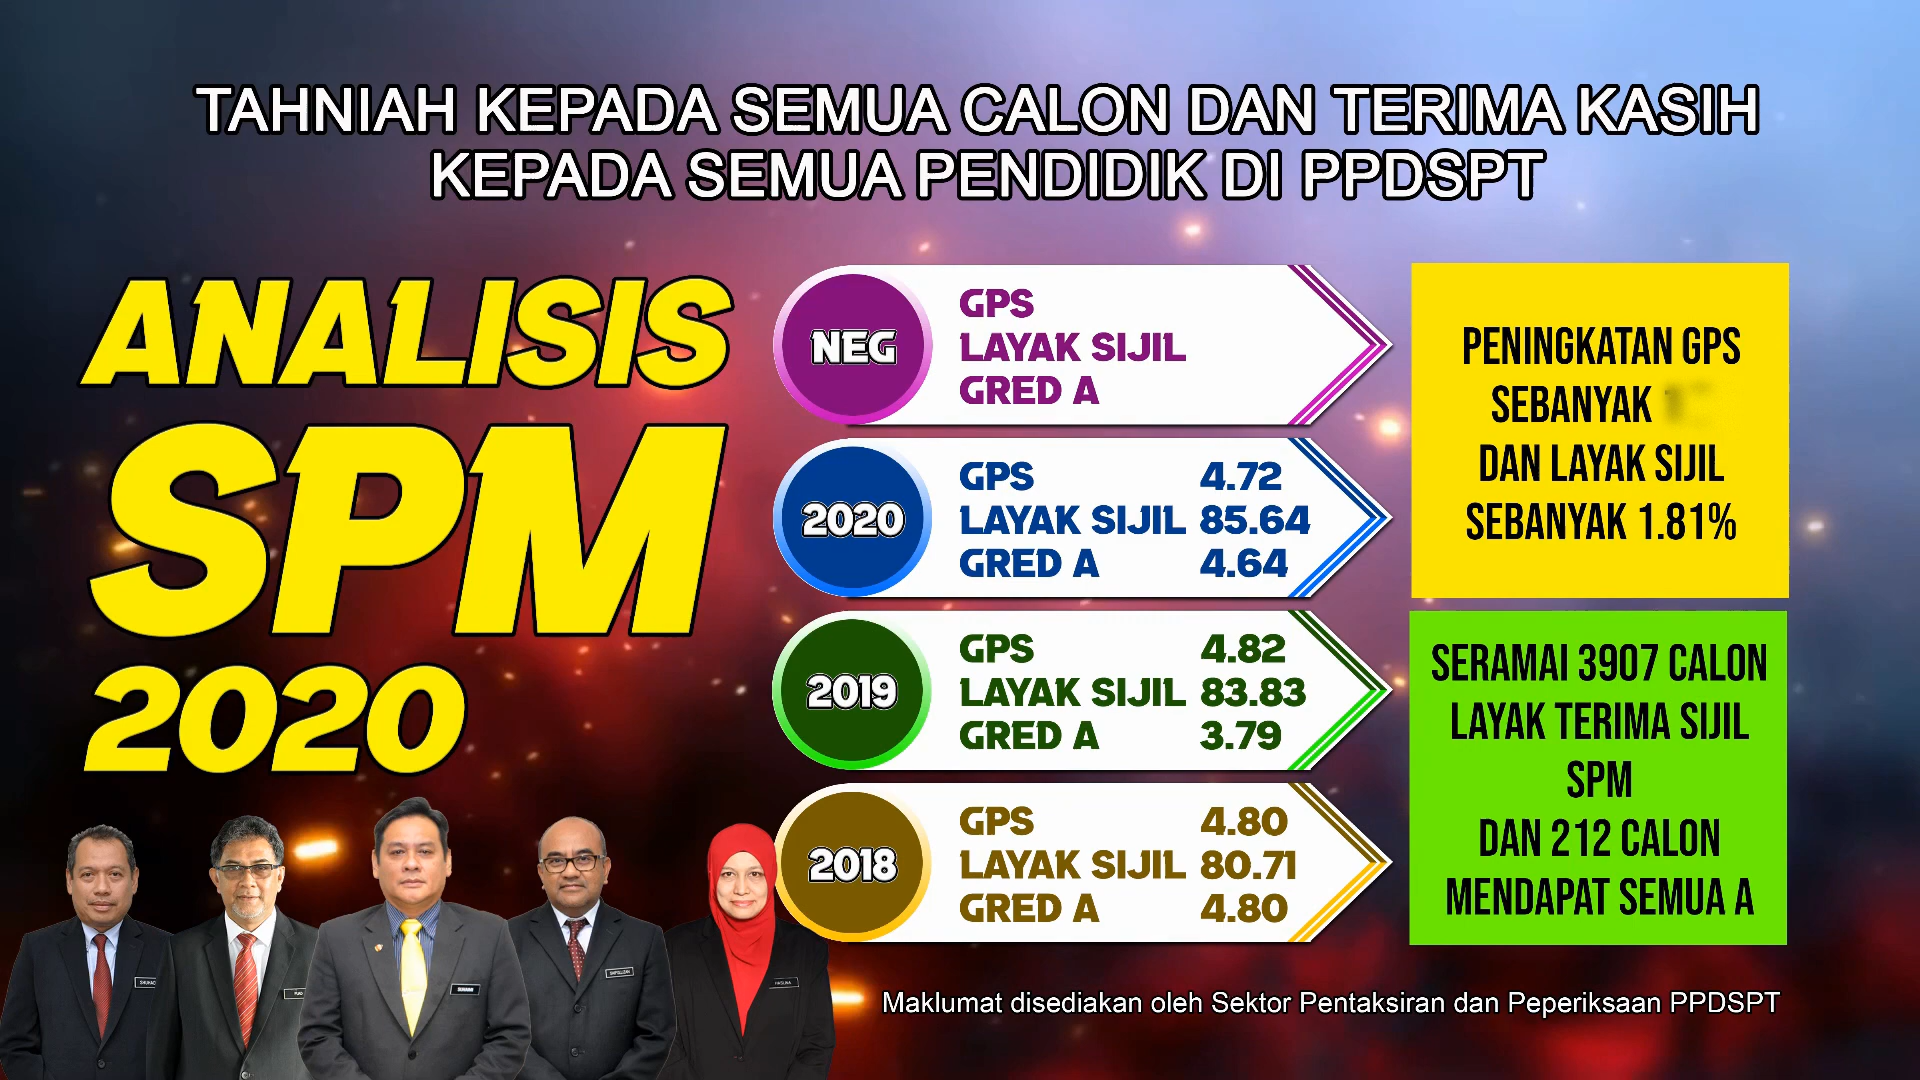 TAHNIAH KEPADA SEMUA CALON DAN TERIMA KASIH
KEPADA SEMUA PENDIDIK DI PPDSPT
ANALISIS
SPM
2020
NEG
GPS
LAYAK SIJIL
GRED A
2020
GPS 4.72
LAYAK SIJIL 85.64
GRED A 4.64
2019
GPS 4.82
LAYAK SIJIL 83.83
GRED A 3.79
2018
GPS 4.80
LAYAK SIJIL 80.71
GRED A 4.80
PENINGKATAN GPS
SEBANYAK
DAN LAYAK SIJIL
SEBANYAK 1.81%
SERAMAI 3907 CALON
LAYAK TERIMA SIJIL
SPM
DAN 212 CALON
MENDAPAT SEMUA A
Maklumat disediakan oleh Sektor Pentaksiran dan Peperiksaan PPDSPT